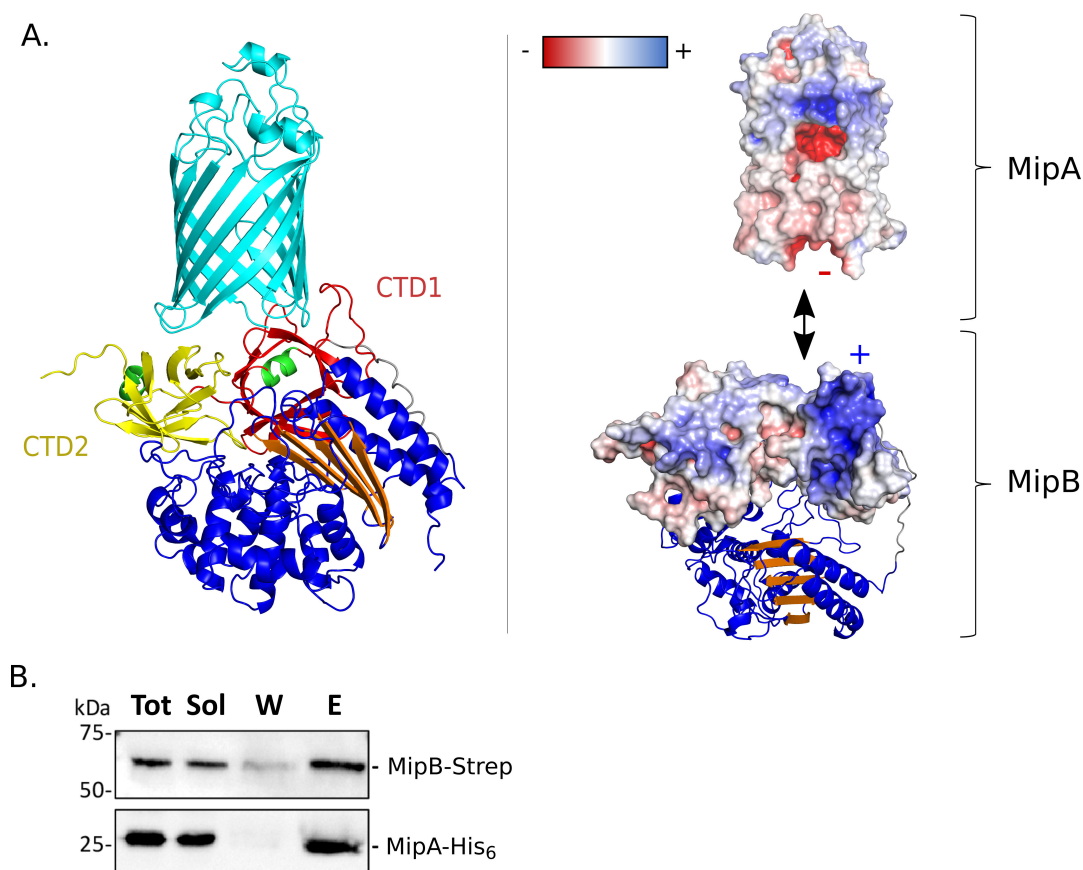 A.
- +
MipA
CTD1
-
+
CTD2
MipB
B.
kDa Tot Sol W E
75-
- MipB-Strep
50-
25- - MipA-His₆